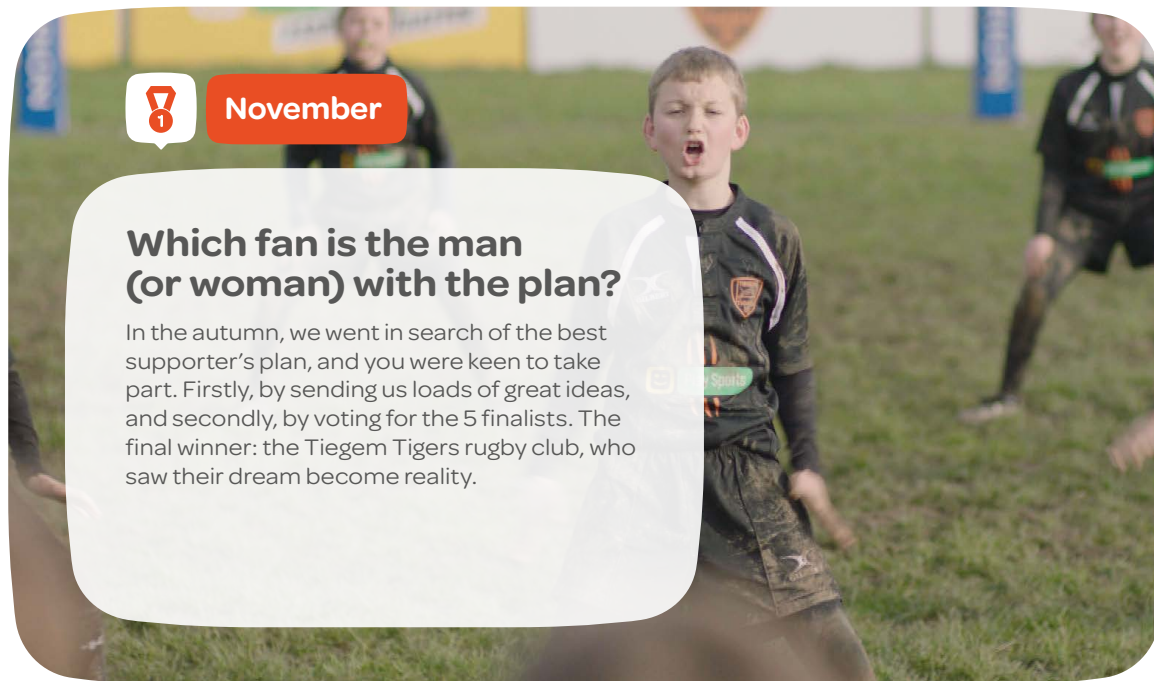 1
November
Which fan is the man
(or woman) with the plan?
In the autumn, we went in search of the best
supporter's plan, and you were keen to take
part. Firstly, by sending us loads of great ideas,
and secondly, by voting for the 5 finalists. The
final winner: the Tiegem Tigers rugby club, who
saw their dream become reality.
Sports